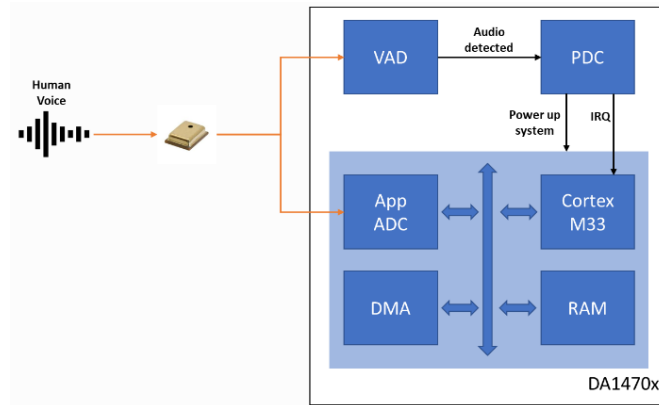 Human
Voice
VAD
Audio
detected
PDC
Power up
system
IRQ
App
ADC
Cortex
M33
DMA
RAM
DA1470x